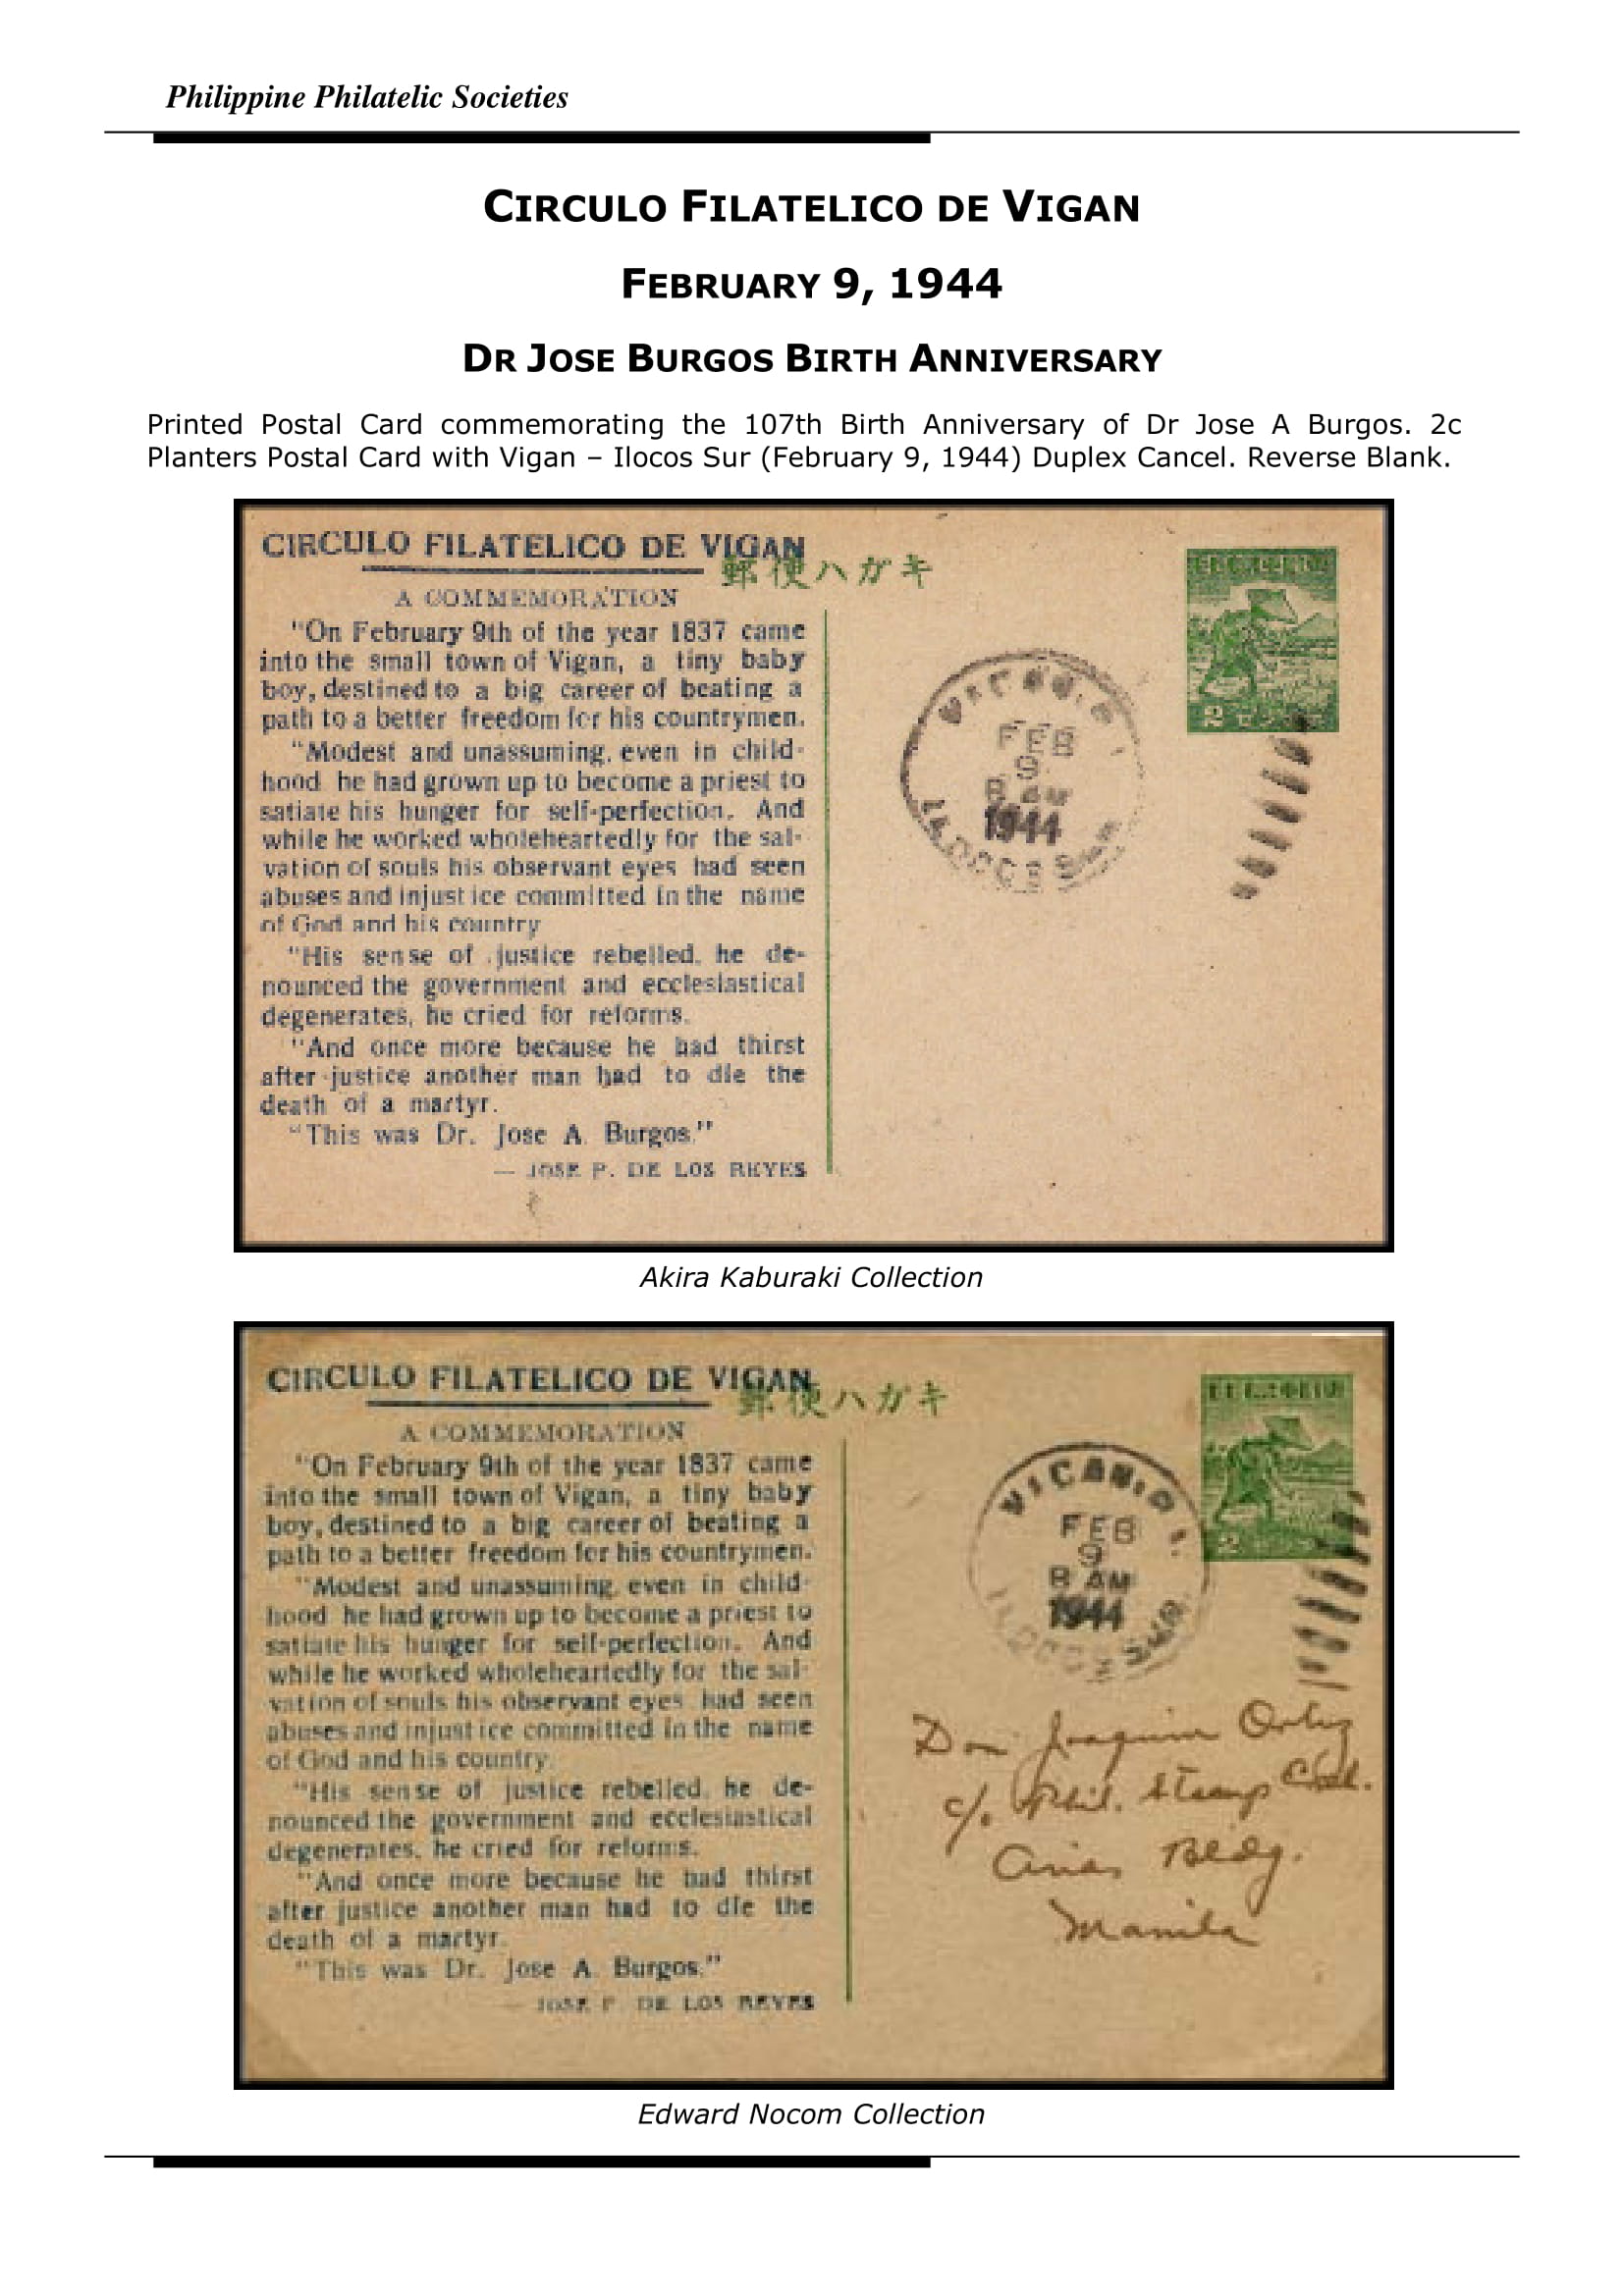 Philippine Philatelic Societies
CIRCULO FILATELICO DE VIGAN
FEBRUARY 9, 1944
DR JOSE BURGOS BIRTH ANNIVERSARY
Printed Postal Card commemorating the 107th Birth Anniversary of Dr Jose A Burgos. 2c
Planters Postal Card with Vigan – Ilocos Sur (February 9, 1944) Duplex Cancel. Reverse Blank.
CIRCULO FILATELICO DE VIGAN
郵便ハガキ
A COMMEMORATION
"On February 9th of the year 1837 came
into the small town of Vigan, a tiny baby
boy, destined to a big career of beating a
path to a better freedom for his countrymen.
"Modest and unassuming, even in child-
hood he had grown up to become a priest to
satiate his hunger for self-perfection. And
while he worked wholeheartedly for the sal-
vation of souls his observant eyes had seen
abuses and injustice committed in the name
of God and his country
"His sense of justice rebelled, he de-
nounced the government and ecclesiastical
degenerates, he cried for reforms.
"And once more because he had thirst
after justice another man had to die the
death of a martyr.
"This was Dr. Jose A. Burgos."
— JOSE P. DE LOS REYES
VIGAN
FEB
9
8 AM
1944
ILOCOS SUR
2
Akira Kaburaki Collection
CIRCULO FILATELICO DE VIGAN
郵便ハガキ
A COMMEMORATION
"On February 9th of the year 1837 came
into the small town of Vigan, a tiny baby
boy, destined to a big career of beating a
path to a better freedom for his countrymen.
"Modest and unassuming, even in child-
hood he had grown up to become a priest to
satiate his hunger for self-perfection. And
while he worked wholeheartedly for the sal-
vation of souls his observant eyes had seen
abuses and injustice committed in the name
of God and his country.
"His sense of justice rebelled, he de-
nounced the government and ecclesiastical
degenerates, he cried for reforms.
"And once more because he had thirst
after justice another man had to die the
death of a martyr.
"This was Dr. Jose A. Burgos."
— JOSE P. DE LOS REYES
VIGAN
FEB
9
8 AM
1944
ILOCOS SUR
2
Don Joaquin Ortiz
c/o Phil. Stamp
Bldg.
Manila
Edward Nocom Collection